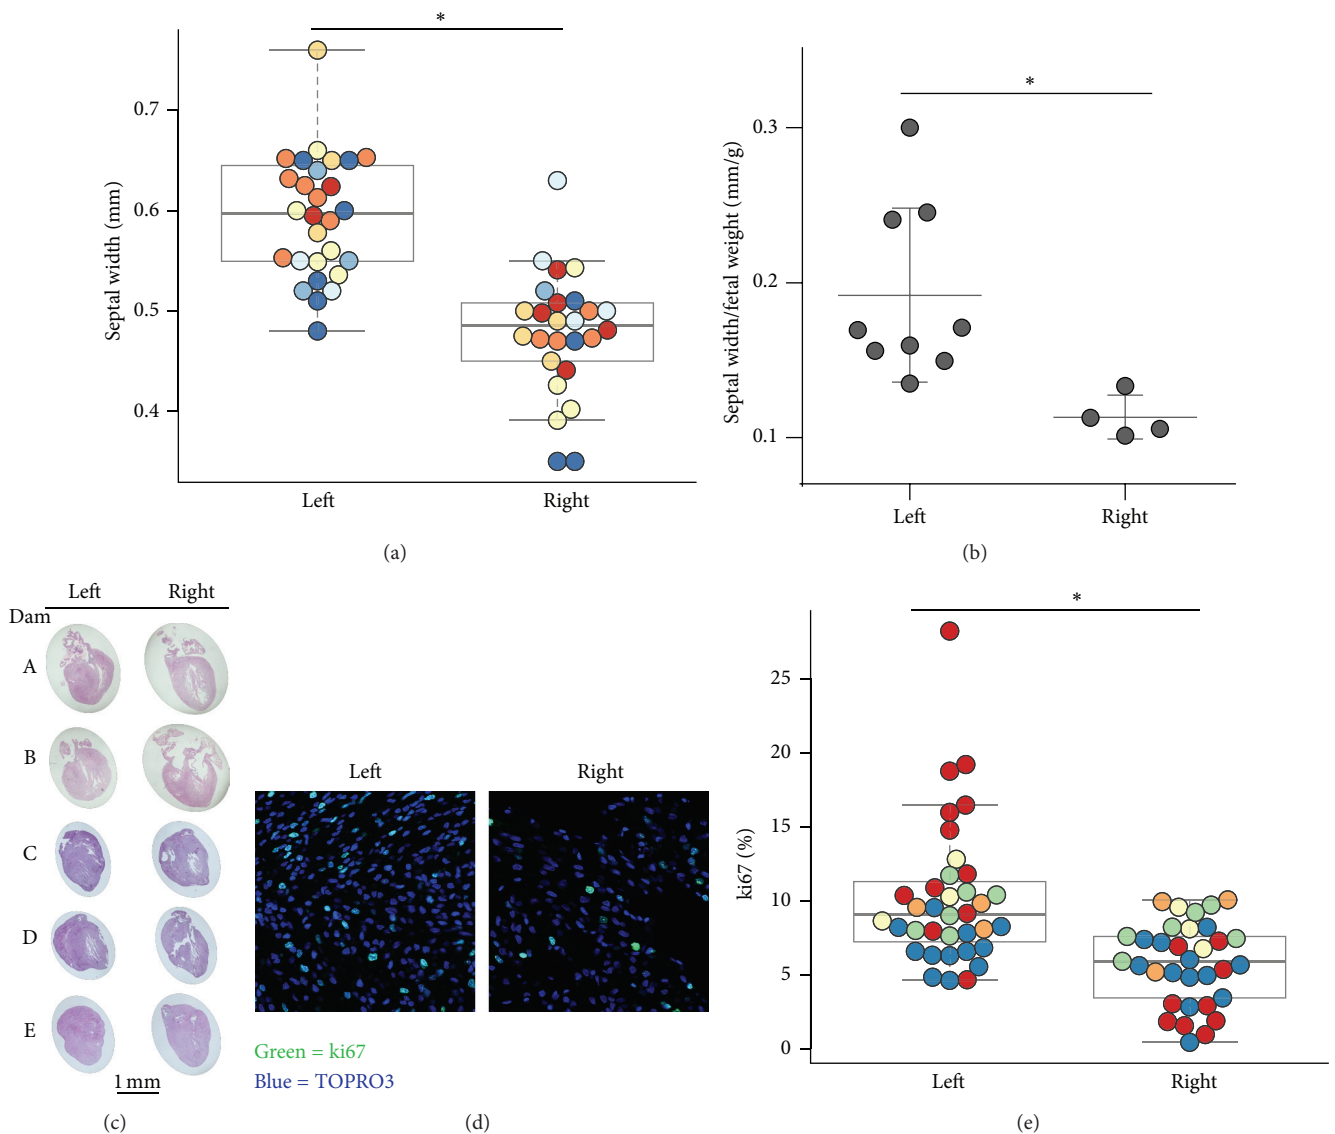 *
0.7
0.6
0.5
0.4
Septal width (mm)
Left
Right
(a)
*
0.3
0.2
0.1
Septal width/fetal weight (mm/g)
Left
Right
(b)
Left
Right
Dam
A
B
C
D
E
1 mm
(c)
Left
Right
Green = ki67
Blue = TOPRO3
(d)
*
25
20
15
10
5
0
ki67 (%)
Left
Right
(e)